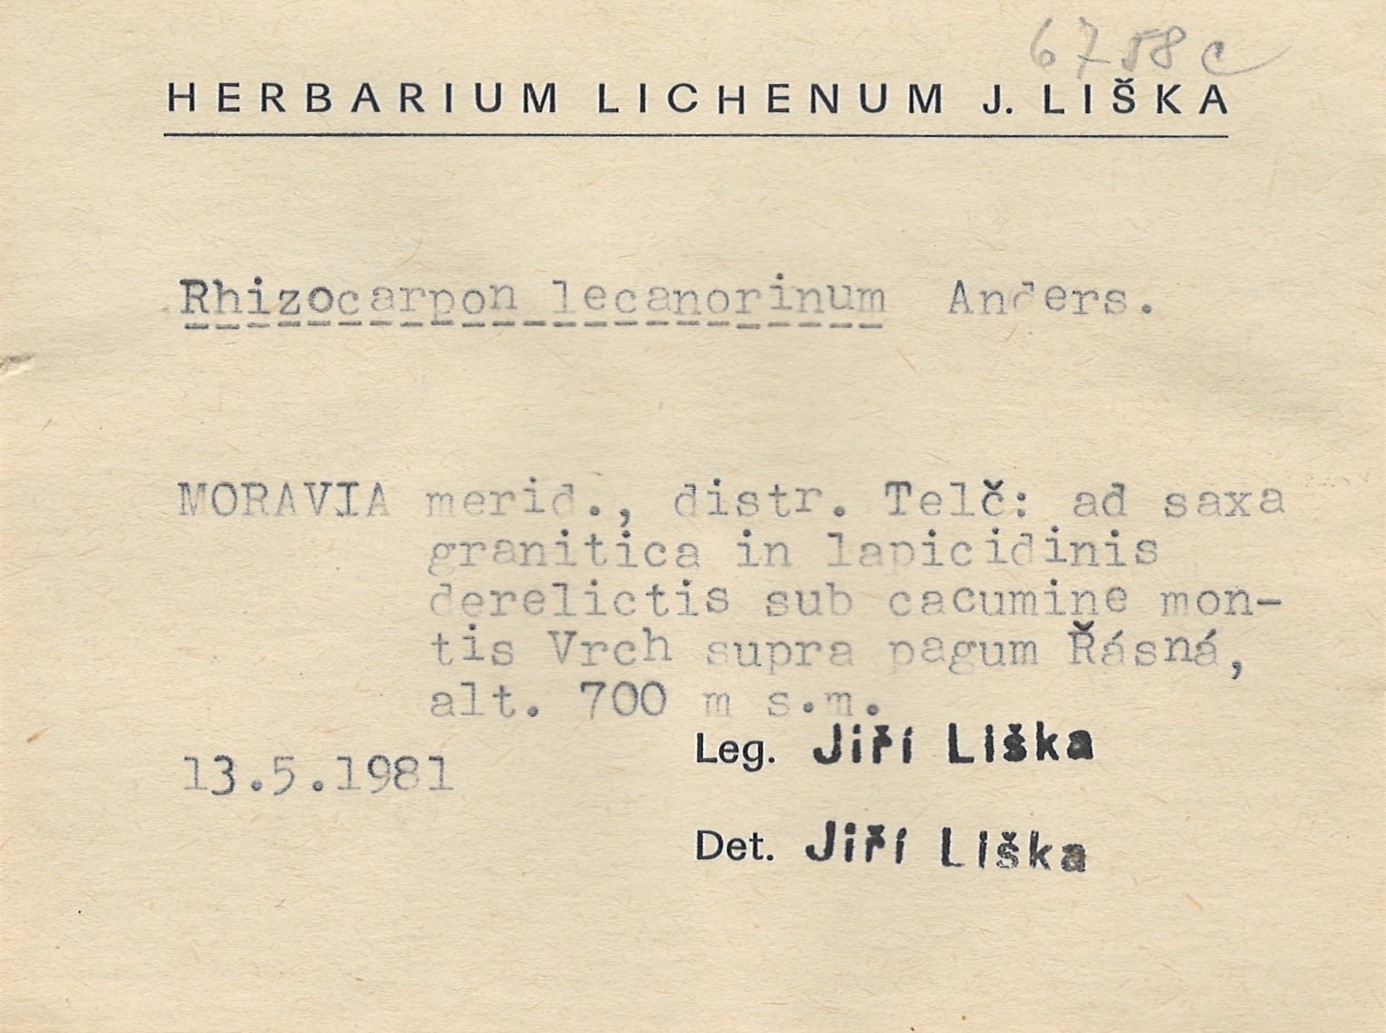 6758c
HERBARIUM LICHENUM J. LIŠKA
Rhizocarpon lecanorinum Anders.
MORAVIA merid., distr. Telč: ad saxa
granitica in lapicidinis
derelictis sub cacumine mon-
tis Vrch supra pagum Řásná,
alt. 700 m s.m.
Leg. Jiří Liška
13.5.1981
Det. Jiří Liška